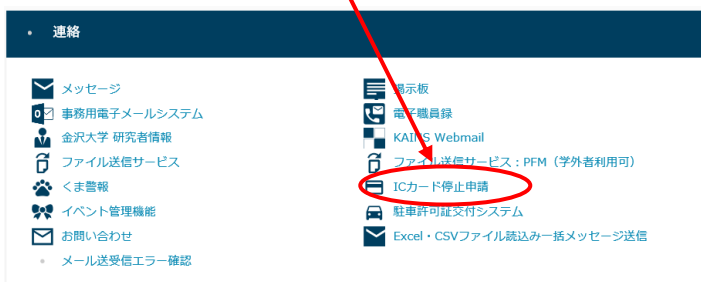 連絡
メッセージ
事務用電子メールシステム
金沢大学 研究者情報
ファイル送信サービス
くま警報
イベント管理機能
お問い合わせ
メール送受信エラー確認
掲示板
電子職員録
KAINS Webmail
ファイル送信サービス：PFM（学外者利用可）
ICカード停止申請
駐車許可証交付システム
Excel・CSVファイル読込み一括メッセージ送信